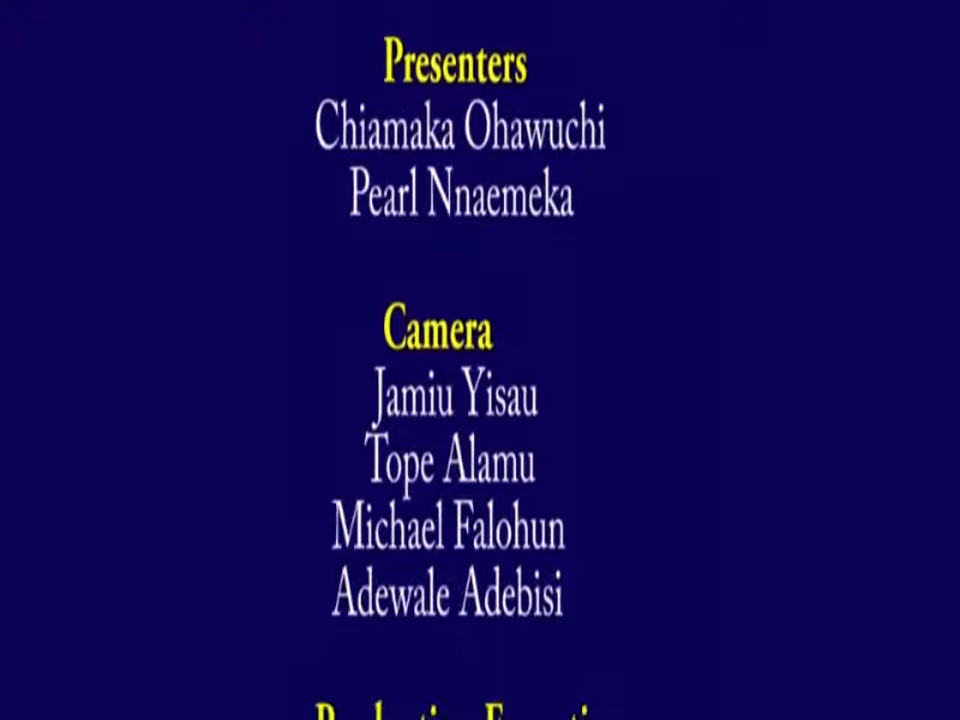 Presenters
Chiamaka Ohawuchi
Pearl Nnaemeka
Camera
Jamiu Yisau
Tope Alamu
Michael Falohun
Adewale Adebisi